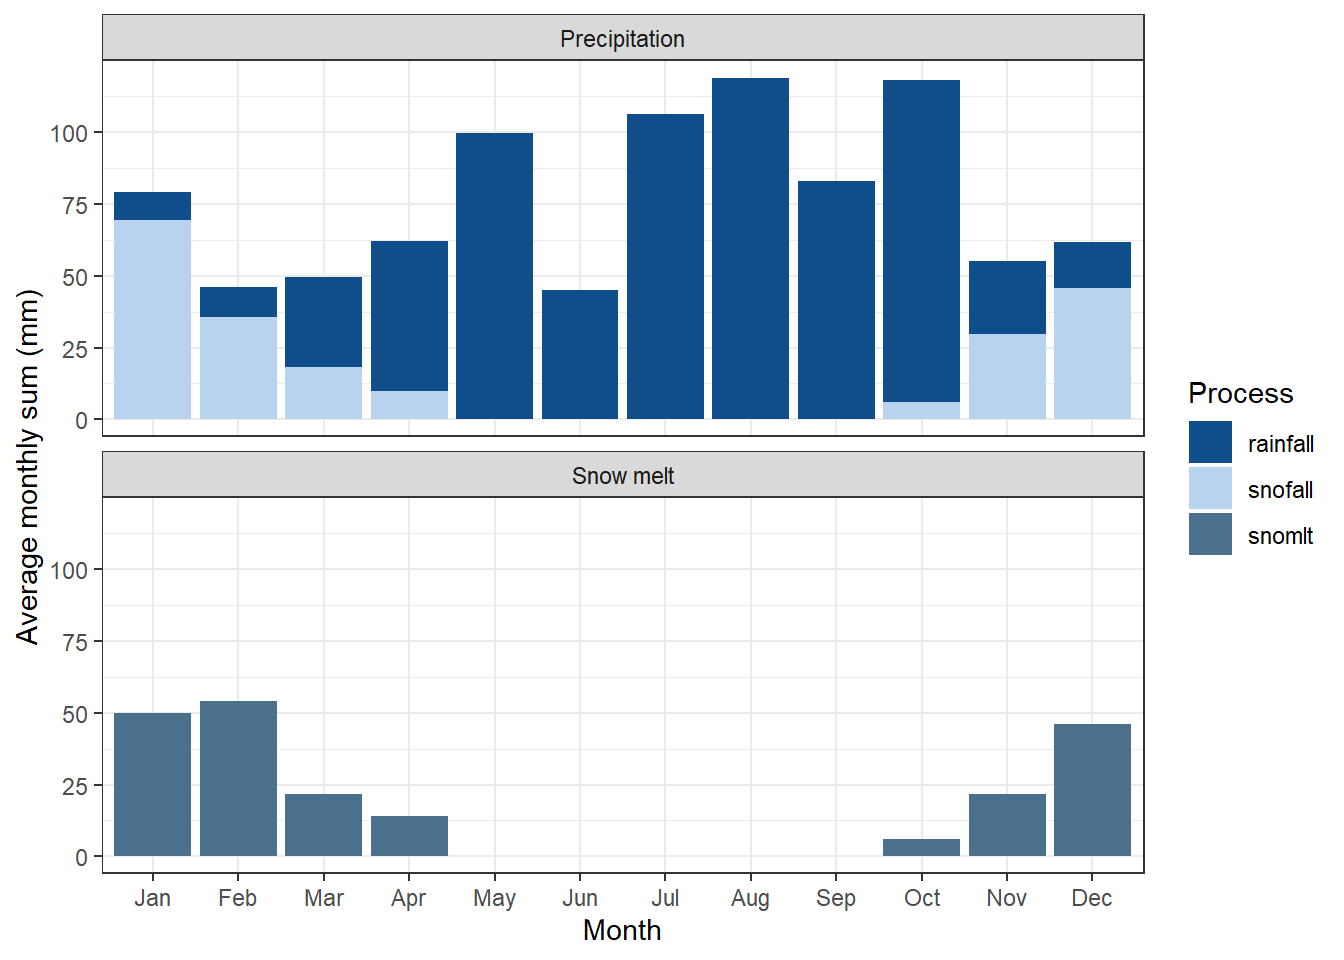 Precipitation
100
75
50
25
0
Snow melt
100
75
50
25
0
Jan Feb Mar Apr May Jun Jul Aug Sep Oct Nov Dec
Month
Average monthly sum (mm)
Process
rainfall
snofall
snomlt